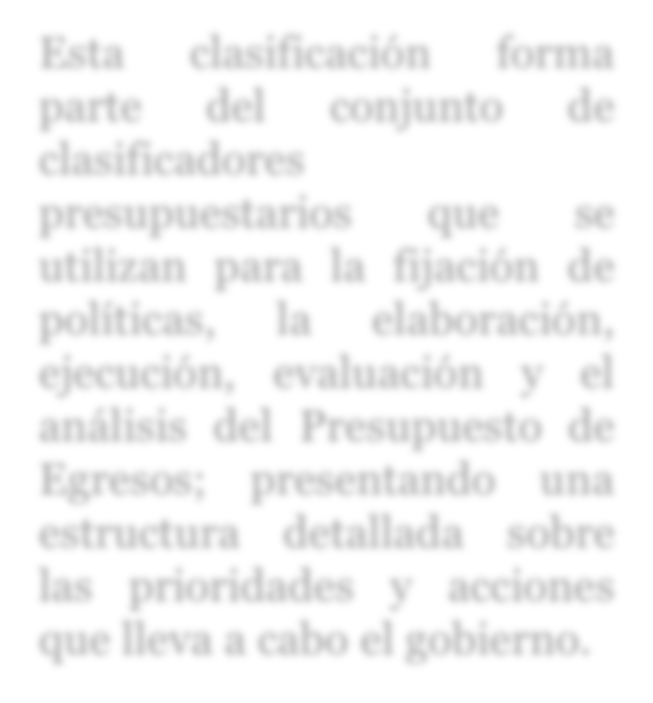 Esta clasificación forma
parte del conjunto de
clasificadores
presupuestarios que se
utilizan para la fijación de
políticas, la elaboración,
ejecución, evaluación y el
análisis del Presupuesto de
Egresos; presentando una
estructura detallada sobre
las prioridades y acciones
que lleva a cabo el gobierno.